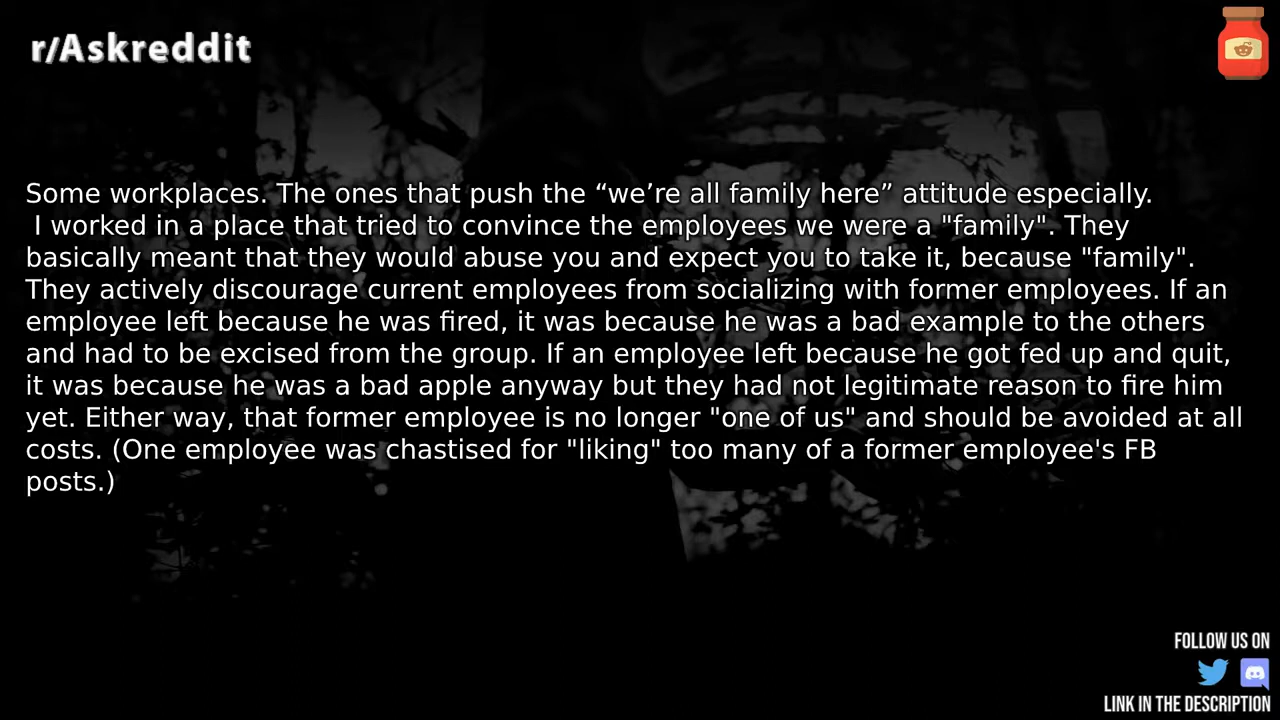 r/Askreddit
Some workplaces. The ones that push the “we’re all family here” attitude especially.
I worked in a place that tried to convince the employees we were a "family". They
basically meant that they would abuse you and expect you to take it, because "family".
They actively discourage current employees from socializing with former employees. If an
employee left because he was fired, it was because he was a bad example to the others
and had to be excised from the group. If an employee left because he got fed up and quit,
it was because he was a bad apple anyway but they had not legitimate reason to fire him
yet. Either way, that former employee is no longer "one of us" and should be avoided at all
costs. (One employee was chastised for "liking" too many of a former employee's FB
posts.)
FOLLOW US ON
LINK IN THE DESCRIPTION